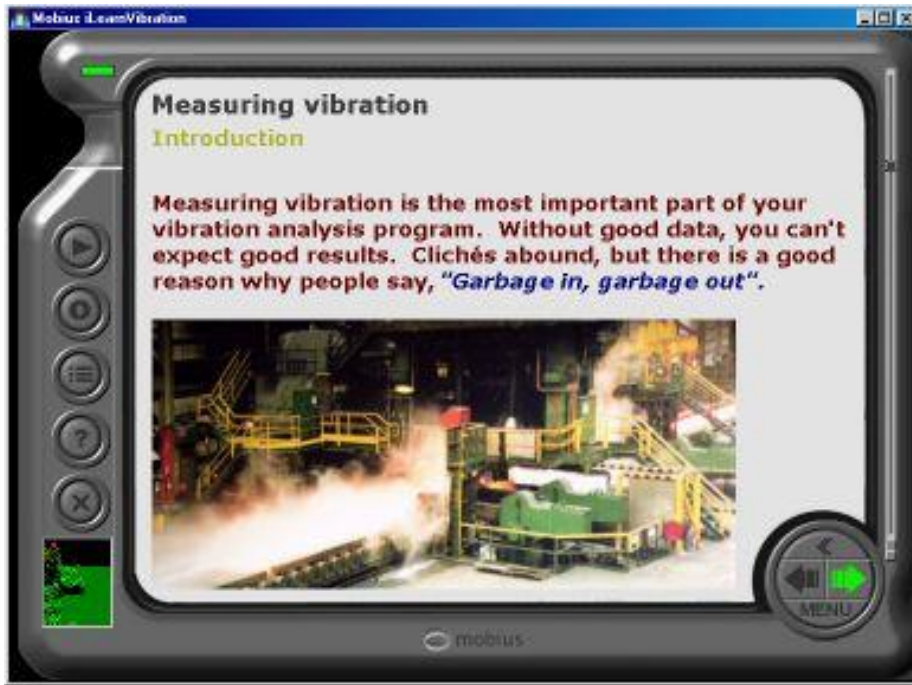 Mobius iLearnVibration
Measuring vibration
Introduction
Measuring vibration is the most important part of your
vibration analysis program.  Without good data, you can't
expect good results.  Clichés abound, but there is a good
reason why people say, "Garbage in, garbage out".
?
MENU
mobius